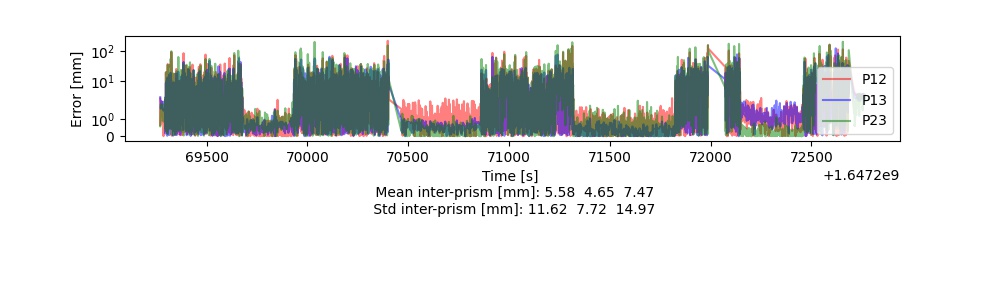 Error [mm]
10²
10¹
10⁰
0
P12
P13
P23
69500 70000 70500 71000 71500 72000 72500
Time [s]
+1.6472e9
Mean inter-prism [mm]: 5.58 4.65 7.47
Std inter-prism [mm]: 11.62 7.72 14.97